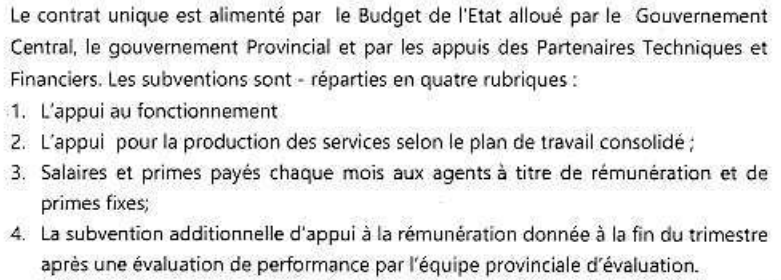 Le contrat unique est alimenté par le Budget de l'Etat alloué par le Gouvernement
Central, le gouvernement Provincial et par les appuis des Partenaires Techniques et
Financiers. Les subventions sont - réparties en quatre rubriques :
1. L'appui au fonctionnement
2. L'appui pour la production des services selon le plan de travail consolidé ;
3. Salaires et primes payés chaque mois aux agents à titre de rémunération et de
primes fixes;
4. La subvention additionnelle d'appui à la rémunération donnée à la fin du trimestre
après une évaluation de performance par l'équipe provinciale d'évaluation.